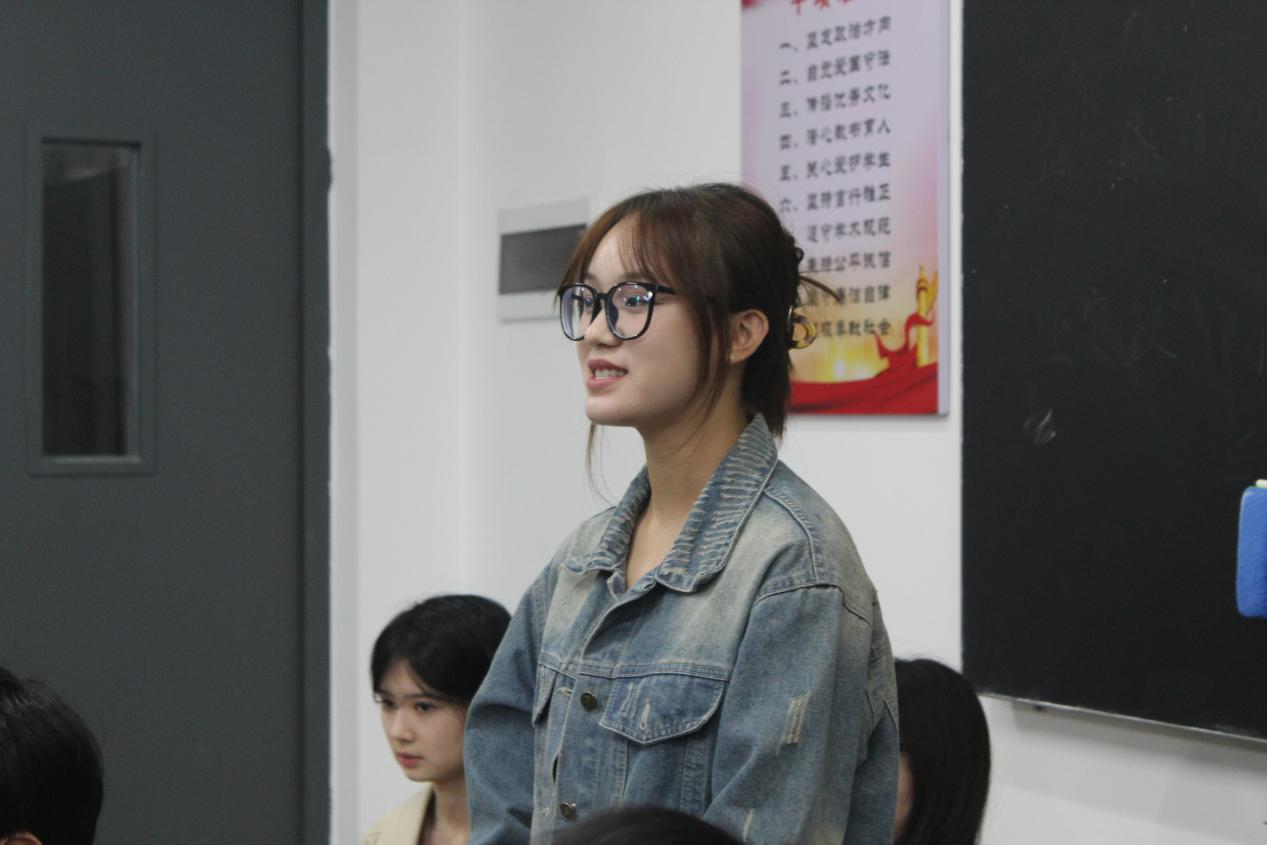 一、坚定政治方向
二、自觉爱国守法
三、传播优秀文化
四、潜心教书育人
五、关心爱护学生
六、坚持言行雅正
遵守学术规范
秉持公平诚信
守廉洁自律
极奉献社会